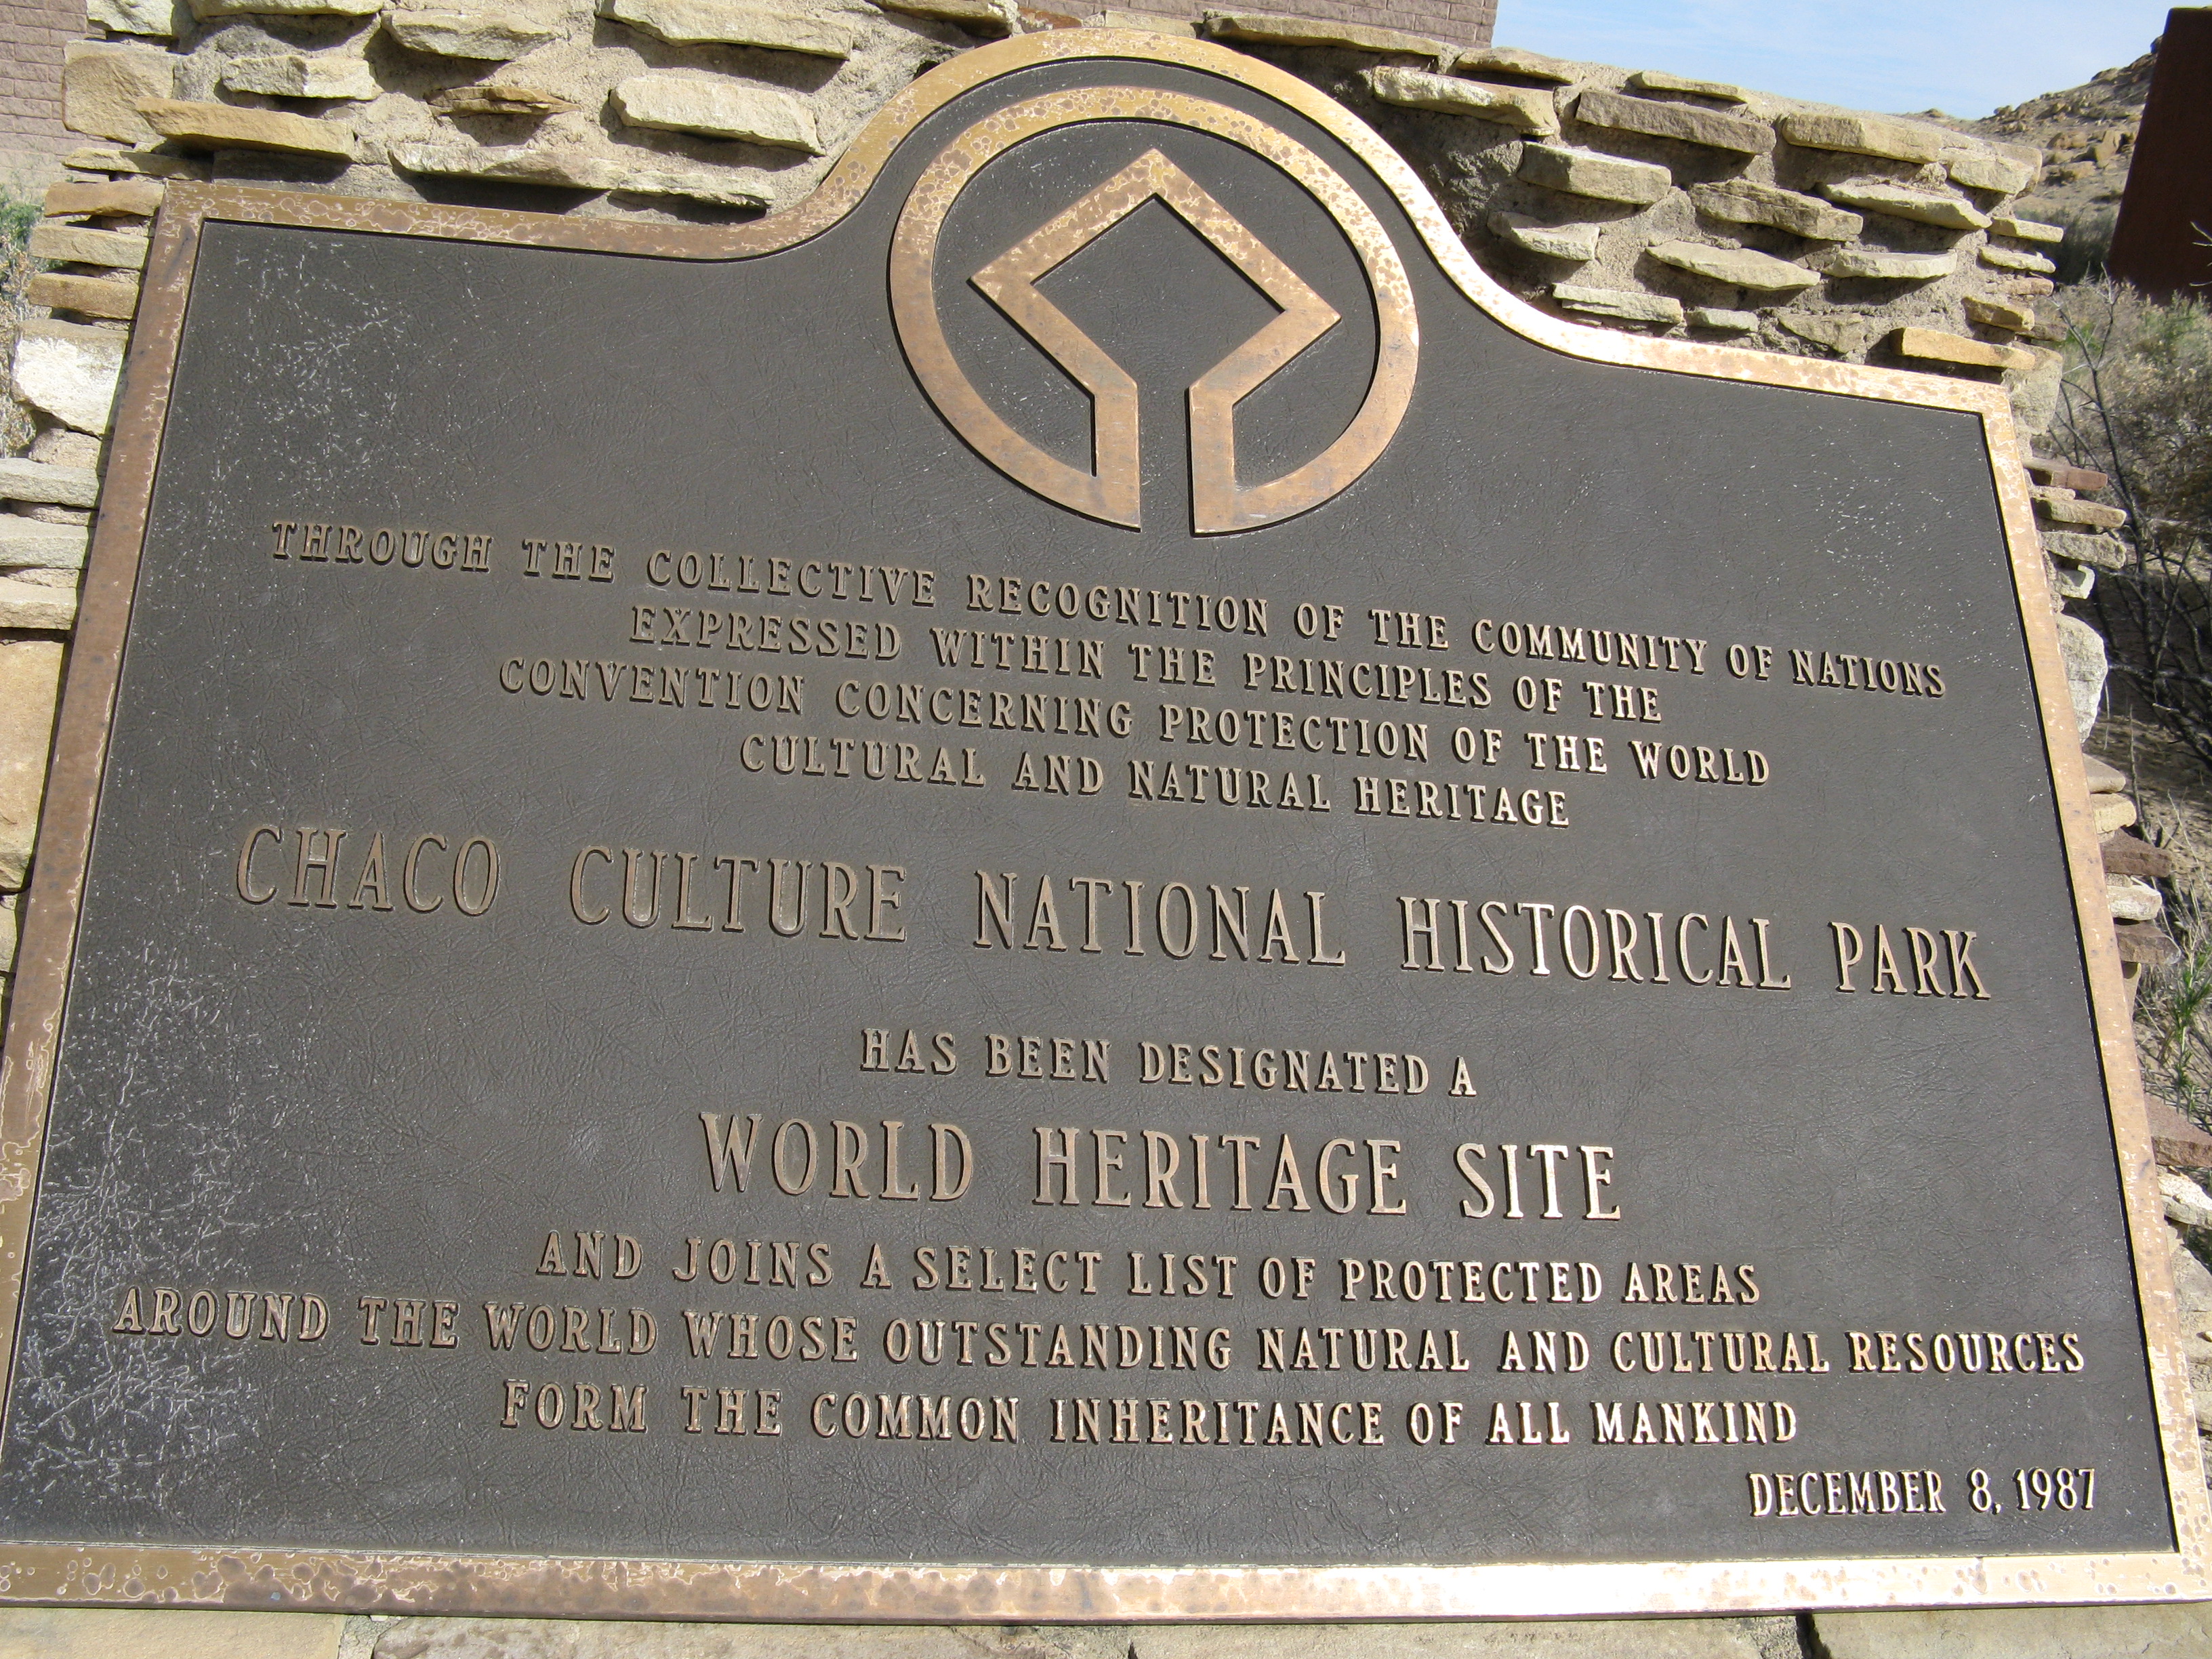 THROUGH THE COLLECTIVE RECOGNITION OF THE COMMUNITY OF NATIONS
EXPRESSED WITHIN THE PRINCIPLES OF THE
CONVENTION CONCERNING PROTECTION OF THE WORLD
CULTURAL AND NATURAL HERITAGE
CHACO CULTURE NATIONAL HISTORICAL PARK
HAS BEEN DESIGNATED A
WORLD HERITAGE SITE
AND JOINS A SELECT LIST OF PROTECTED AREAS
AROUND THE WORLD WHOSE OUTSTANDING NATURAL AND CULTURAL RESOURCES
FORM THE COMMON INHERITANCE OF ALL MANKIND
DECEMBER 8, 1987